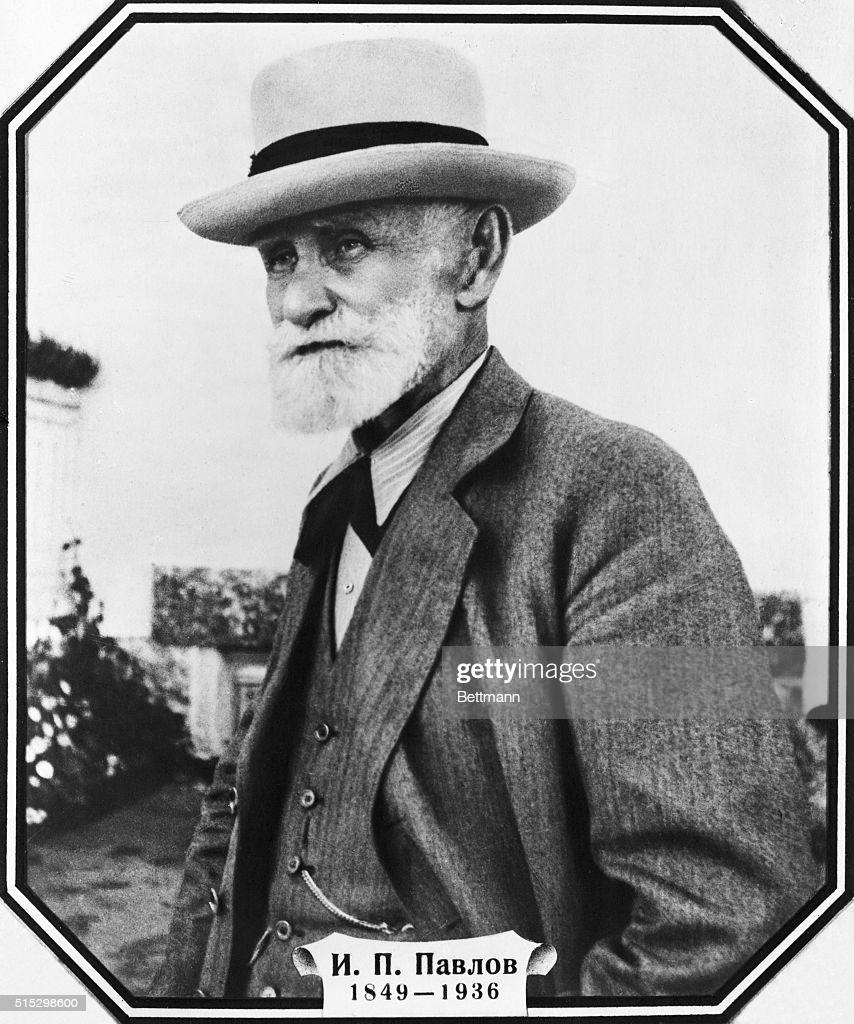 gettyimages
Bettmann
И. П. Павлов
1849—1936
515298600